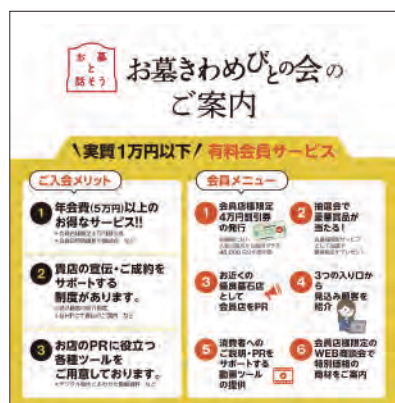 お墓
と
話そう
お墓きわめびとの会の
ご案内
実質1万円以下 有料会員サービス
ご入会メリット
1 年会費(5万円)以上の
お得なサービス!!
2 貴店の宣伝・ご成約を
サポートする
制度があります。
3 お店のPRに役立つ
各種ツールを
ご用意しております。
会員メニュー
1 会員店様限定
4万円割引券
の発行
2 抽選会で
豪華賞品が
当たる!
3 お近くの
優良墓石店
として
会員店をPR
4 3つの入り口か
ら
見込み顧客を
紹介
5 消費者への
ご説明・PRを
サポートする
動画ツール
の提供
6 会員店様限定の
WEB商談会で
特別価格の
商材をご案内